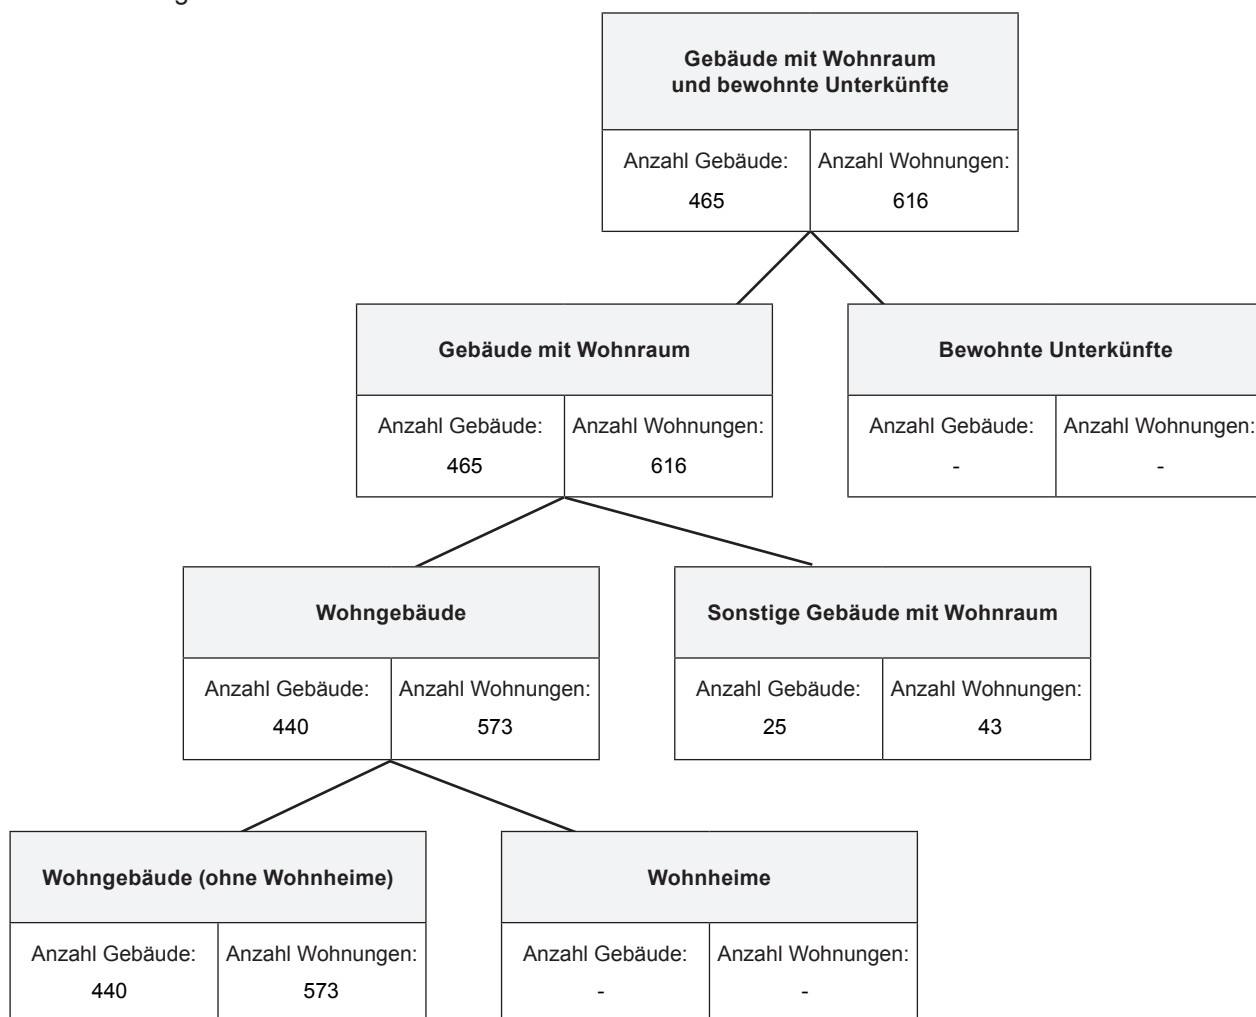 Gebäude mit Wohnraum
und bewohnte Unterkünfte
Anzahl Gebäude: Anzahl Wohnungen:
465 616
Gebäude mit Wohnraum
Anzahl Gebäude: Anzahl Wohnungen:
465 616
Bewohnte Unterkünfte
Anzahl Gebäude: Anzahl Wohnungen:
- -
Wohngebäude
Anzahl Gebäude: Anzahl Wohnungen:
440 573
Sonstige Gebäude mit Wohnraum
Anzahl Gebäude: Anzahl Wohnungen:
25 43
Wohngebäude (ohne Wohnheime)
Anzahl Gebäude: Anzahl Wohnungen:
440 573
Wohnheime
Anzahl Gebäude: Anzahl Wohnungen:
- -